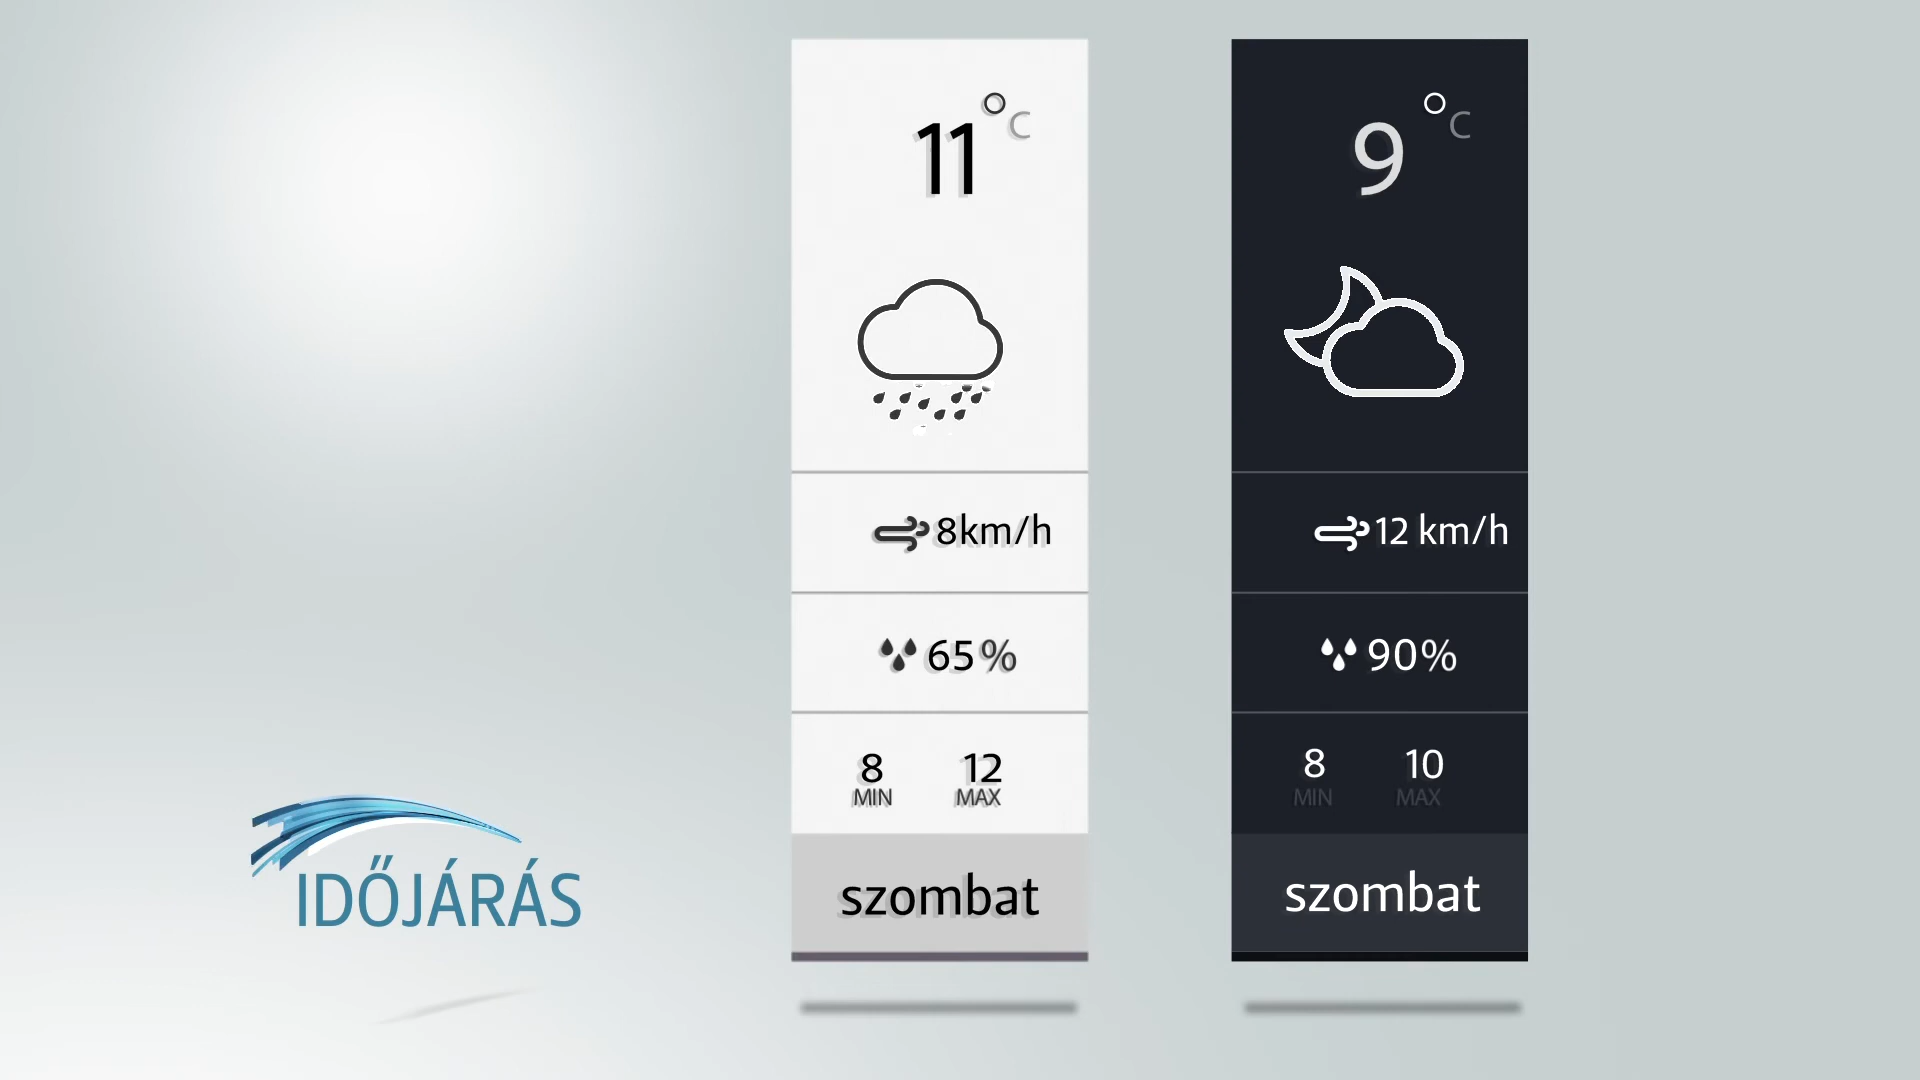 11 °C
8km/h
65%
8 12
MIN MAX
szombat
9 °C
12 km/h
90%
8 10
MIN MAX
szombat
IDŐJÁRÁS